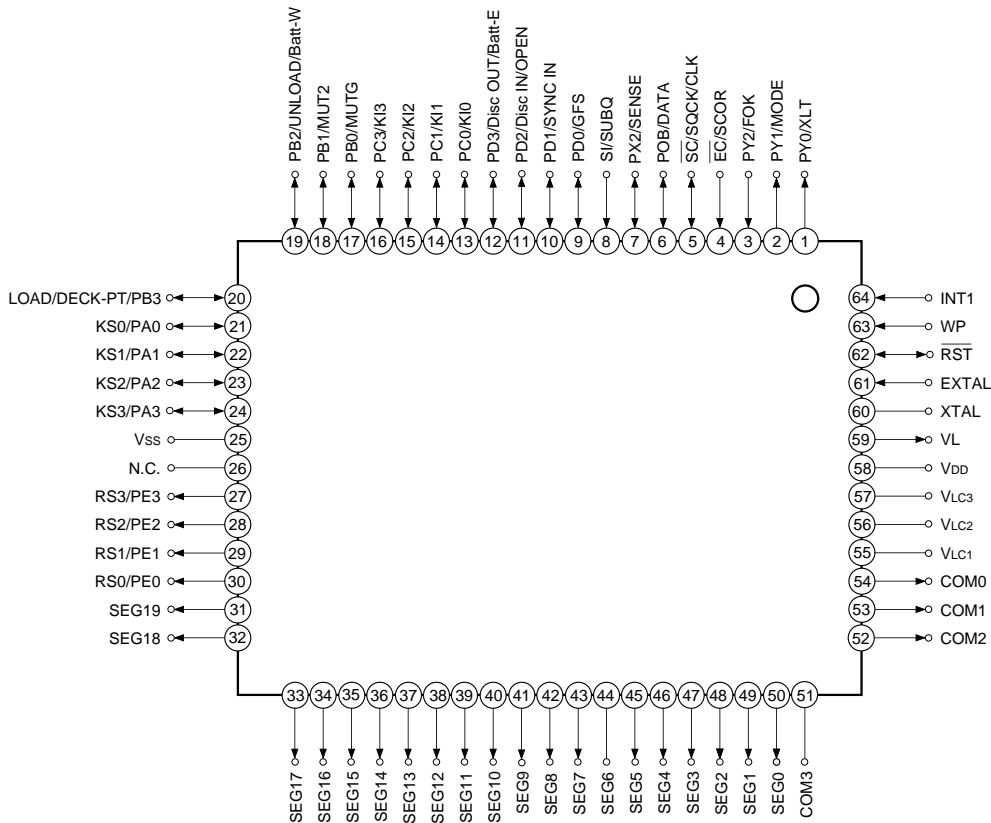 PB2/UNLOAD/Batt-W
PB1/MUT2
PB0/MUTG
PC3/KI3
PC2/KI2
PC1/KI1
PC0/KI0
PD3/Disc OUT/Batt-E
PD2/Disc IN/OPEN
PD1/SYNC IN
PD0/GFS
SI/SUBQ
PX2/SENSE
POB/DATA
SC/SQCK/CLK
EC/SCOR
PY2/FOK
PY1/MODE
PY0/XLT
19 18 17 16 15 14 13 12 11 10 9 8 7 6 5 4 3 2 1
LOAD/DECK-PT/PB3 20
KS0/PA0 21
KS1/PA1 22
KS2/PA2 23
KS3/PA3 24
VSS 25
N.C. 26
RS3/PE3 27
RS2/PE2 28
RS1/PE1 29
RS0/PE0 30
SEG19 31
SEG18 32
64 INT1
63 WP
62 RST
61 EXTAL
60 XTAL
59 VL
58 VDD
57 VLC3
56 VLC2
55 VLC1
54 COM0
53 COM1
52 COM2
33 34 35 36 37 38 39 40 41 42 43 44 45 46 47 48 49 50 51
SEG17
SEG16
SEG15
SEG14
SEG13
SEG12
SEG11
SEG10
SEG9
SEG8
SEG7
SEG6
SEG5
SEG4
SEG3
SEG2
SEG1
SEG0
COM3